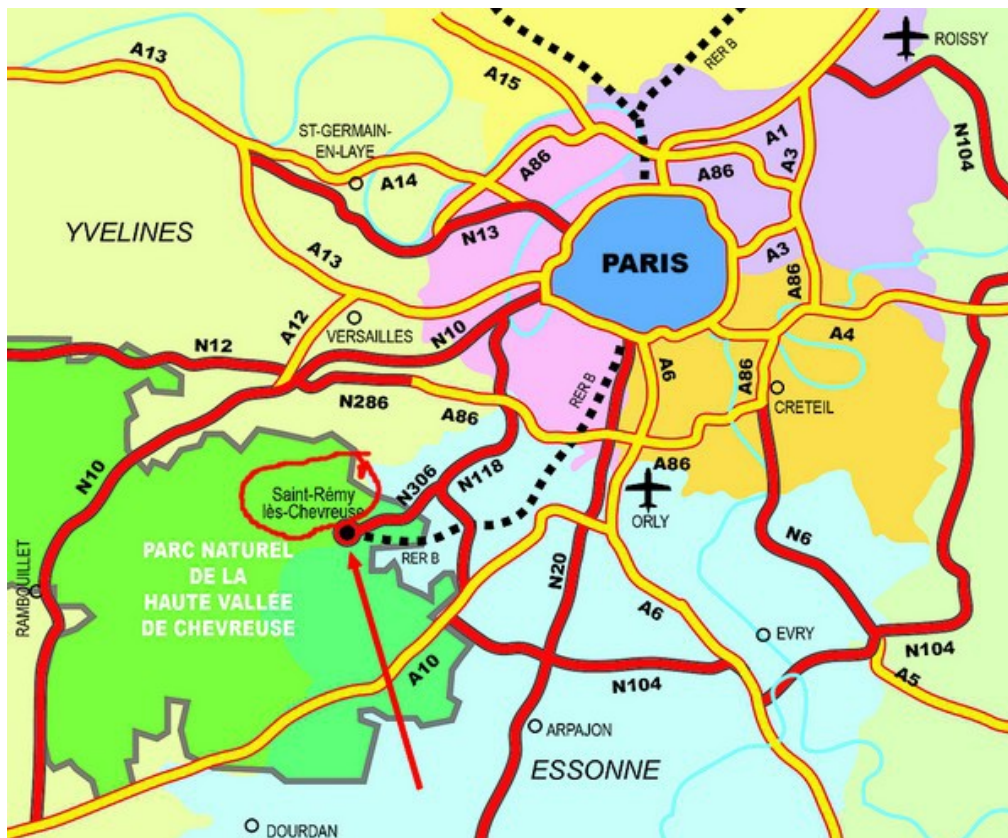 A13
A15
RER B
ROISSY
ST-GERMAIN-
EN-LAYE
A86
A1
A3
N104
A14
A86
YVELINES
N13
A13
PARIS
A3
A86
A12
VERSAILLES
N10
A4
N12
A6
A86
RER B
N286
A86
CRETEIL
N10
A86
Saint-Rémy
lès-Chevreuse
N306
N118
ORLY
PARC NATUREL
DE LA
HAUTE VALLÉE
DE CHEVREUSE
RER B
N20
N6
RAMBOUILLET
A6
EVRY
A10
N104
N104
A5
ARPAJON
ESSONNE
DOURDAN